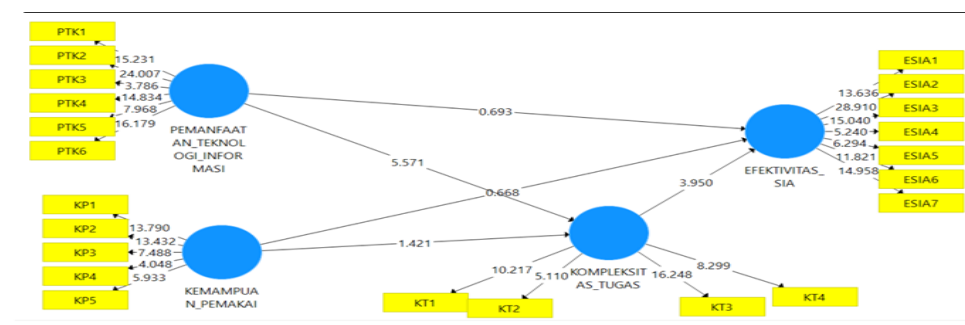 PTK1
PTK2
PTK3
PTK4
PTK5
PTK6
15.231
24.007
3.786
14.834
7.968
16.179
PEMANFAAT
AN_TEKNOL
OGI_INFOR
MASI
0.693
5.571
0.668
1.421
3.950
KP1
KP2
KP3
KP4
KP5
13.790
13.432
7.488
4.048
5.933
KEMAMPUA
N_PEMAKAI
KOMPLEKSIT
AS_TUGAS
10.217
5.110
16.248
8.299
KT1
KT2
KT3
KT4
EFEKTIVITAS_
SIA
13.636
28.910
15.040
5.240
6.294
11.821
14.958
ESIA1
ESIA2
ESIA3
ESIA4
ESIA5
ESIA6
ESIA7